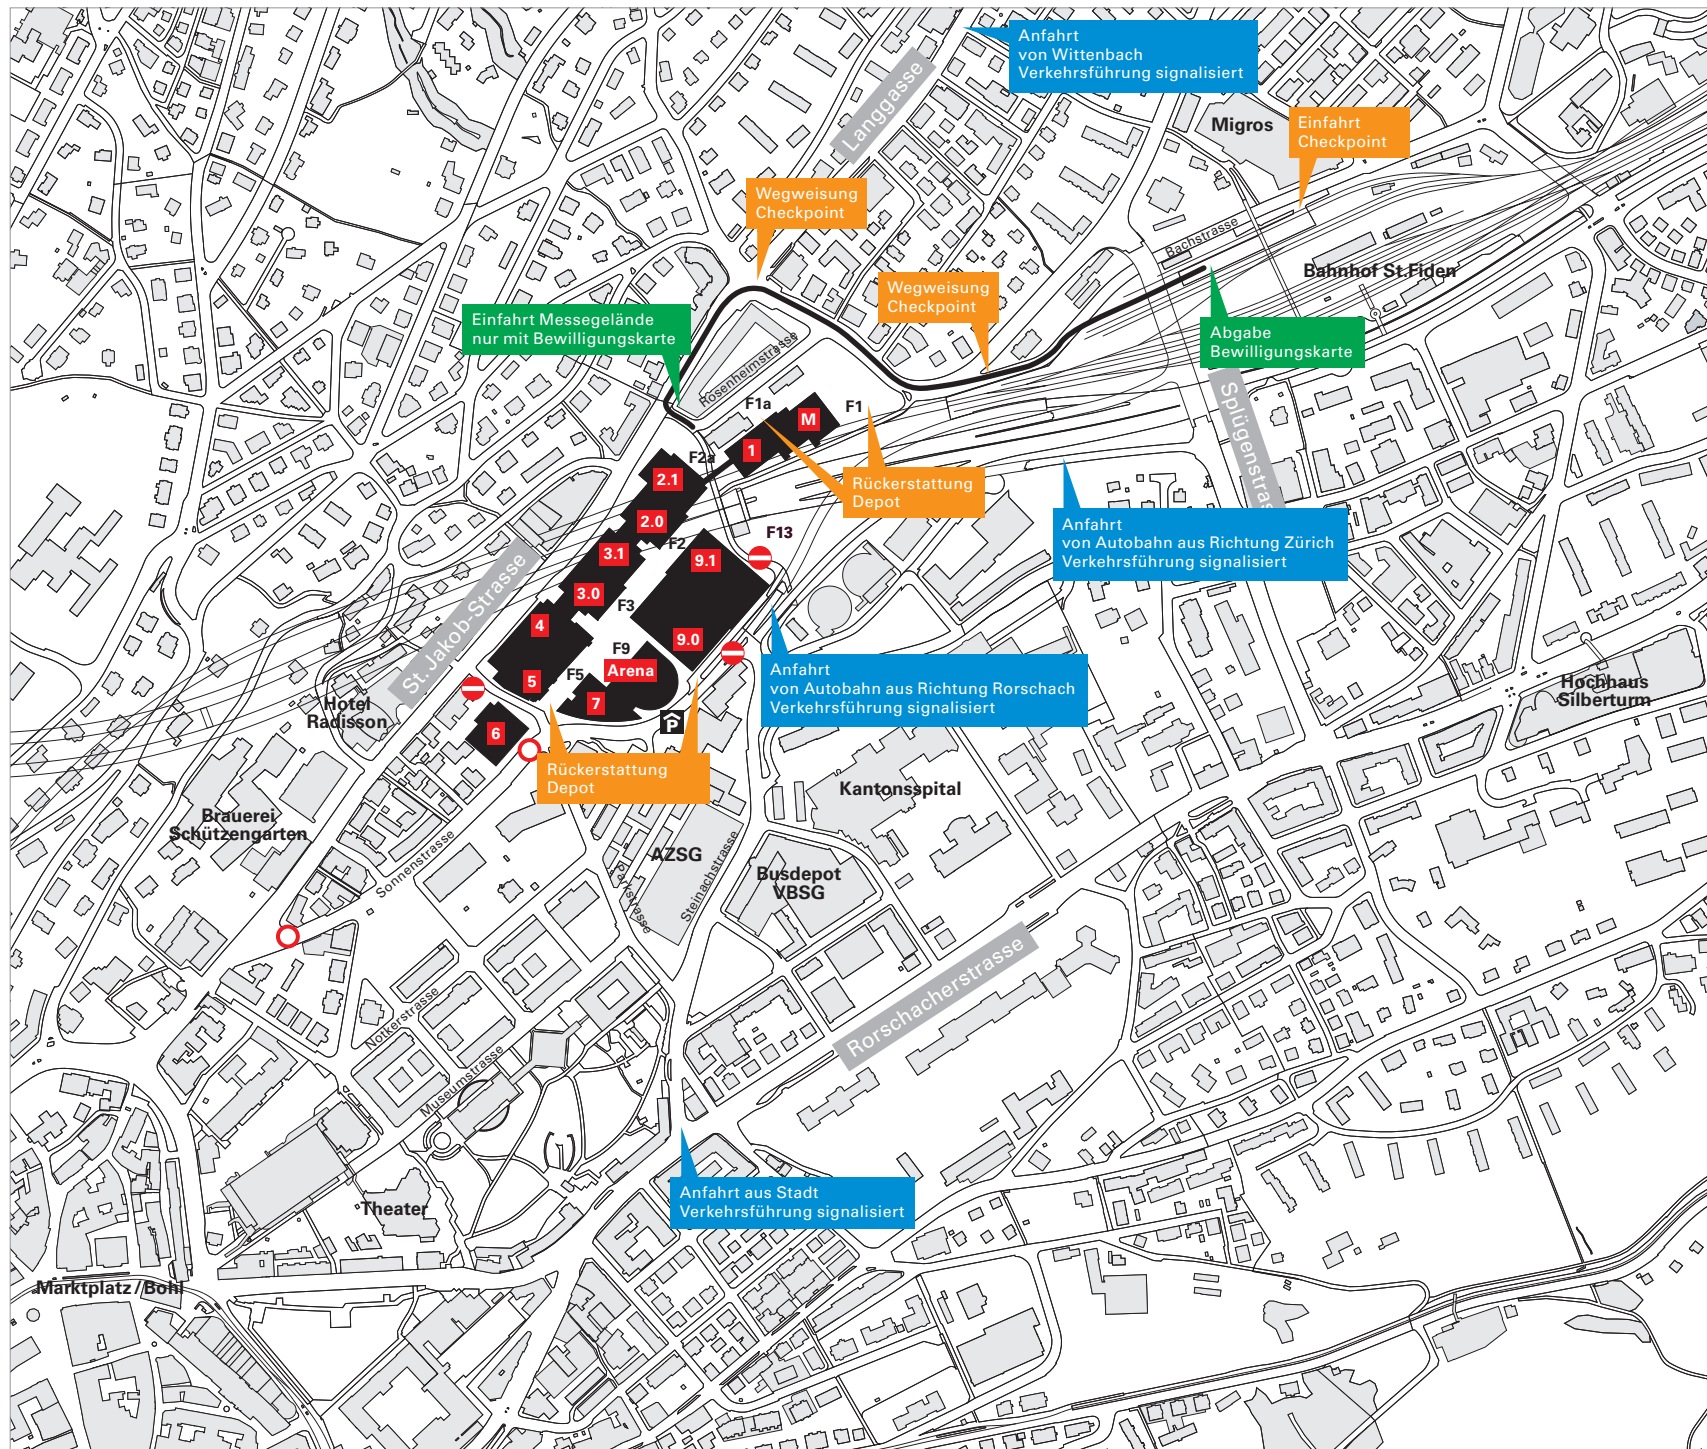 Anfahrt
von Wittenbach
Verkehrsführung signalisiert
Langgasse
Migros
Einfahrt
Checkpoint
Wegweisung
Checkpoint
Bachstrasse
Bahnhof St.Fiden
Wegweisung
Checkpoint
Einfahrt Messegelände
nur mit Bewilligungskarte
Abgabe
Bewilligungskarte
Rosenheimstrasse
F1a
M
F1
1
F2a
2.1
Rückerstattung
Depot
2.0
Anfahrt
von Autobahn aus Richtung Zürich
Verkehrsführung signalisiert
F13
F2
3.1
9.1
St. Jakob-Strasse
3.0
F3
4
9.0
F9
Arena
F5
5
7
6
P
Anfahrt
von Autobahn aus Richtung Rorschach
Verkehrsführung signalisiert
Hochhaus
Silberturm
Hotel
Radisson
Rückerstattung
Depot
Kantonsspital
Brauerei
Schützengarten
Sonnenstrasse
AZSG
Parkstrasse
Steinachstrasse
Busdepot
VBSG
Rorschacherstrasse
Notkerstrasse
Museumstrasse
Anfahrt aus Stadt
Verkehrsführung signalisiert
Theater
Marktplatz/Bohl